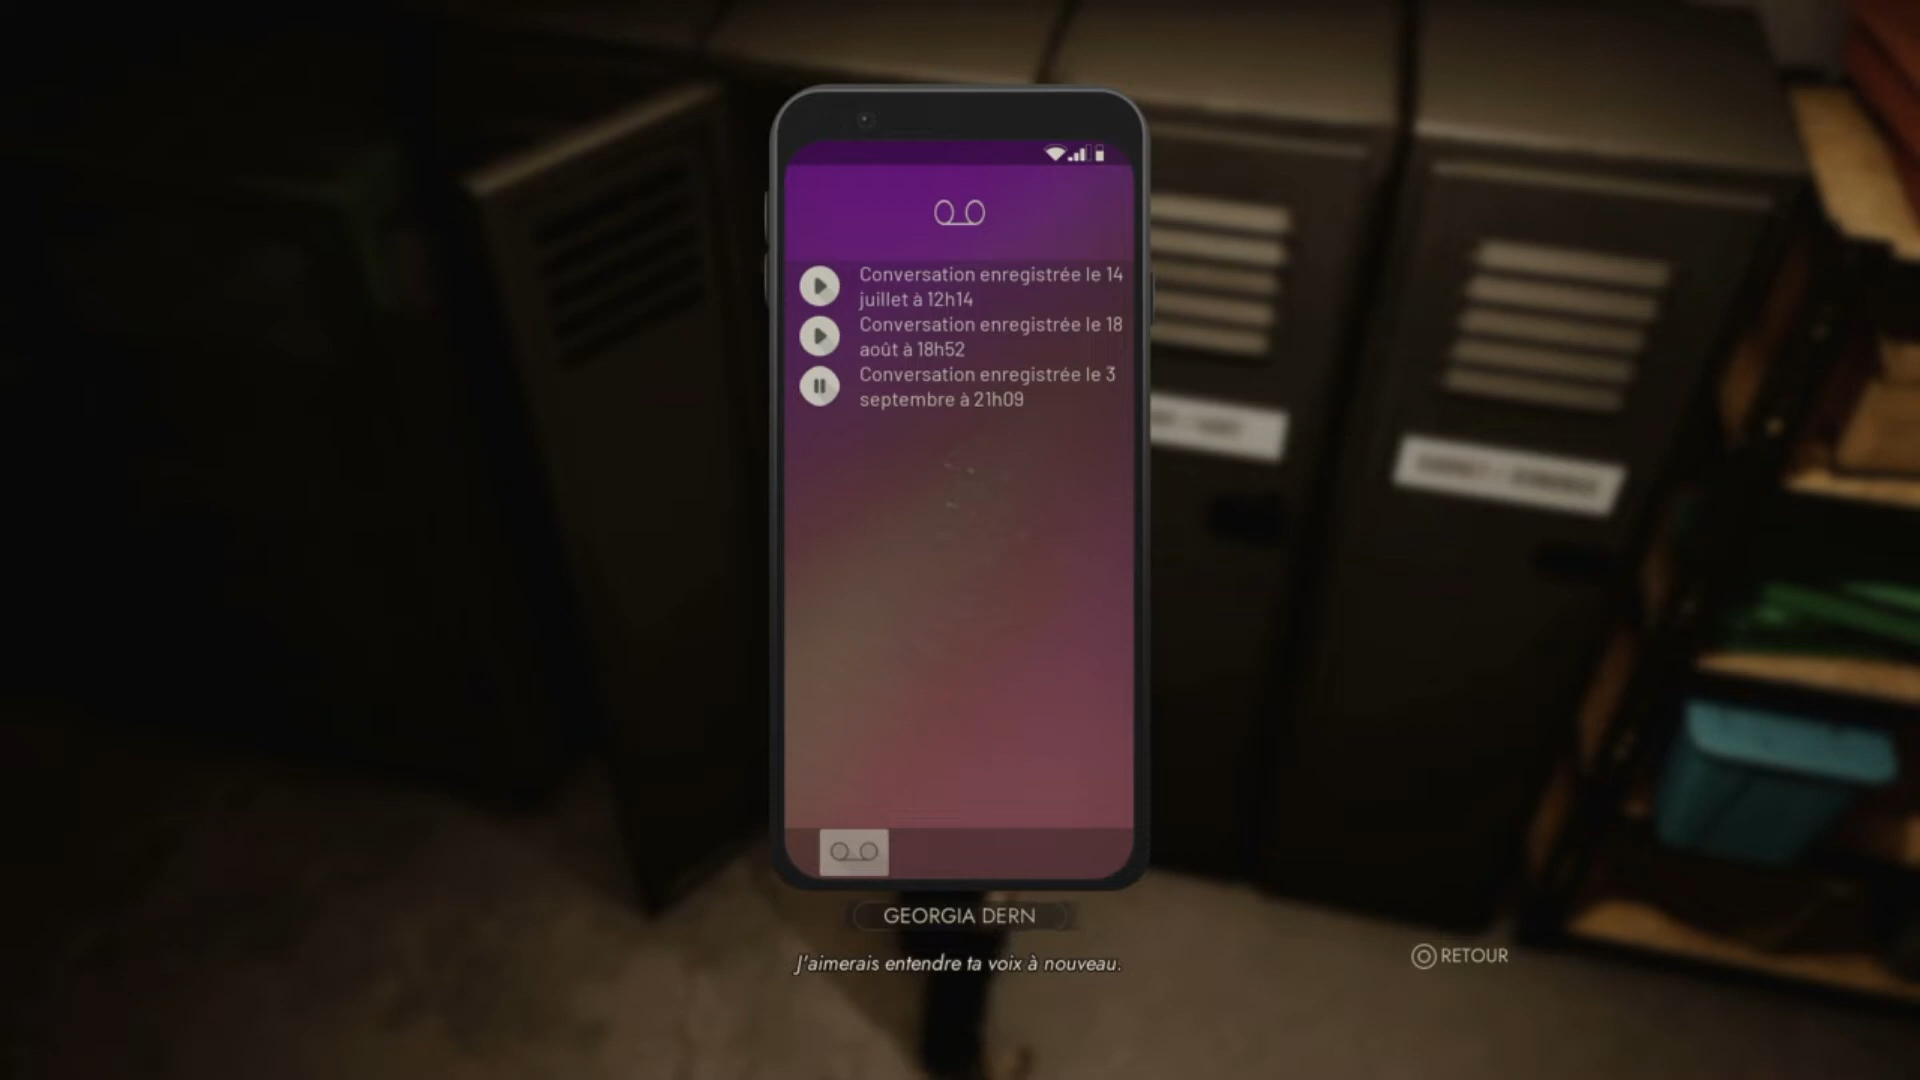 Conversation enregistrée le 14
juillet à 12h14
Conversation enregistrée le 18
août à 18h52
Conversation enregistrée le 3
septembre à 21h09
GEORGIA DERN
J'aimerais entendre ta voix à nouveau.
RETOUR